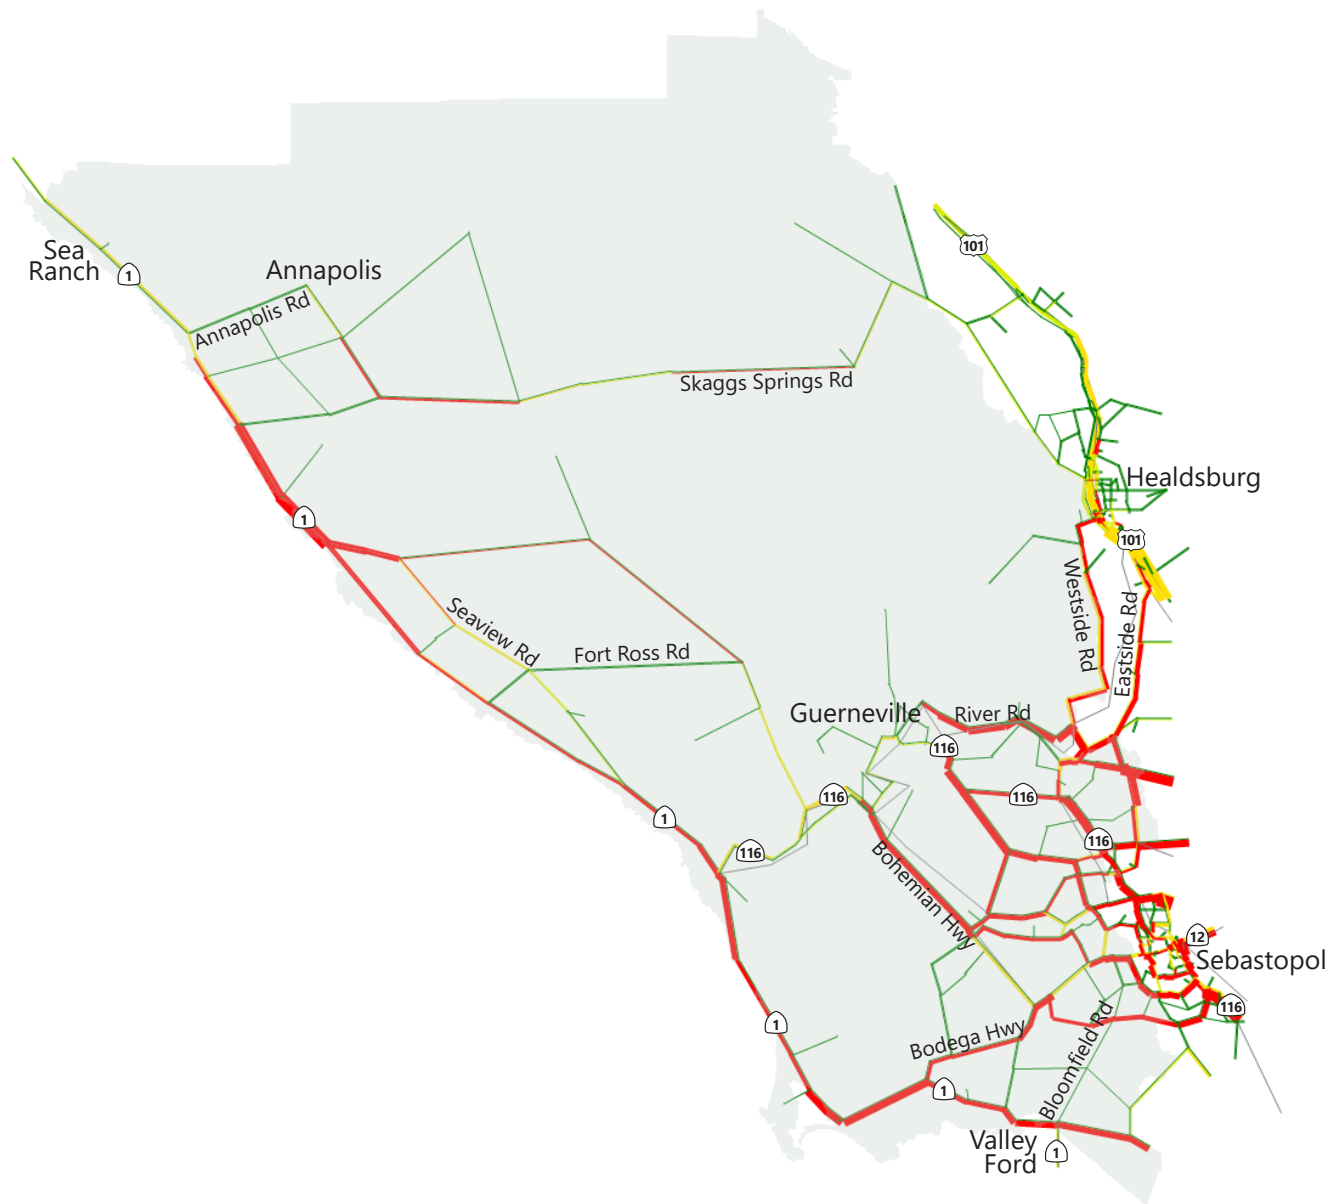 101
Sea
Ranch
1
Annapolis
Annapolis Rd
Skaggs Springs Rd
Healdsburg
1
101
Westside Rd
Eastside Rd
Seaview Rd
Fort Ross Rd
Guerneville
River Rd
116
116
116
1
116
116
Bohemian Hwy
12
Sebastopol
116
1
Bodega Hwy
Bloomfield Rd
1
Valley
Ford
1